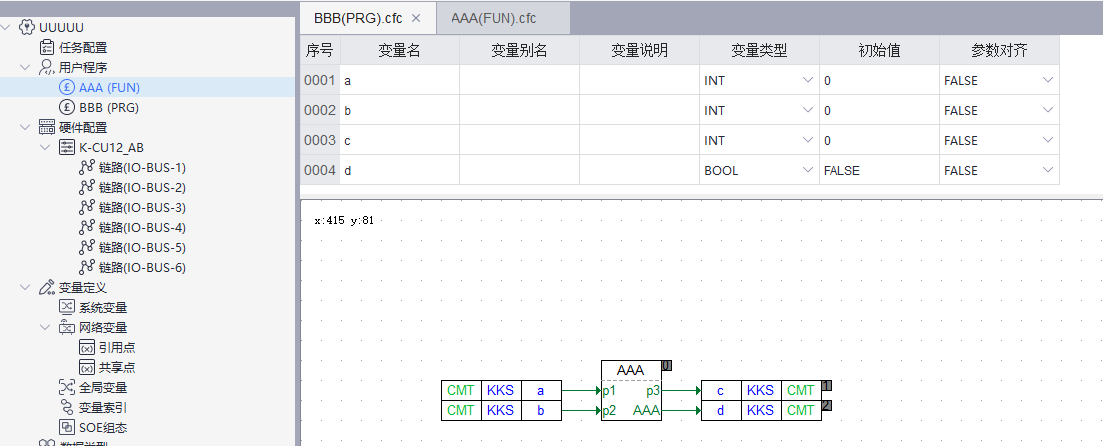 UUUUU
任务配置
用户程序
AAA (FUN)
BBB (PRG)
硬件配置
K-CU12_AB
链路(IO-BUS-1)
链路(IO-BUS-2)
链路(IO-BUS-3)
链路(IO-BUS-4)
链路(IO-BUS-5)
链路(IO-BUS-6)
变量定义
系统变量
网络变量
引用点
共享点
全局变量
变量索引
SOE组态
BBB(PRG).cfc × AAA(FUN).cfc
序号 变量名 变量别名 变量说明 变量类型 初始值 参数对齐
0001 a INT 0 FALSE
0002 b INT 0 FALSE
0003 c INT 0 FALSE
0004 d BOOL FALSE FALSE
x:415 y:81
AAA 0
CMT KKS a p1 p3 c KKS CMT 1
CMT KKS b p2 AAA d KKS CMT 2